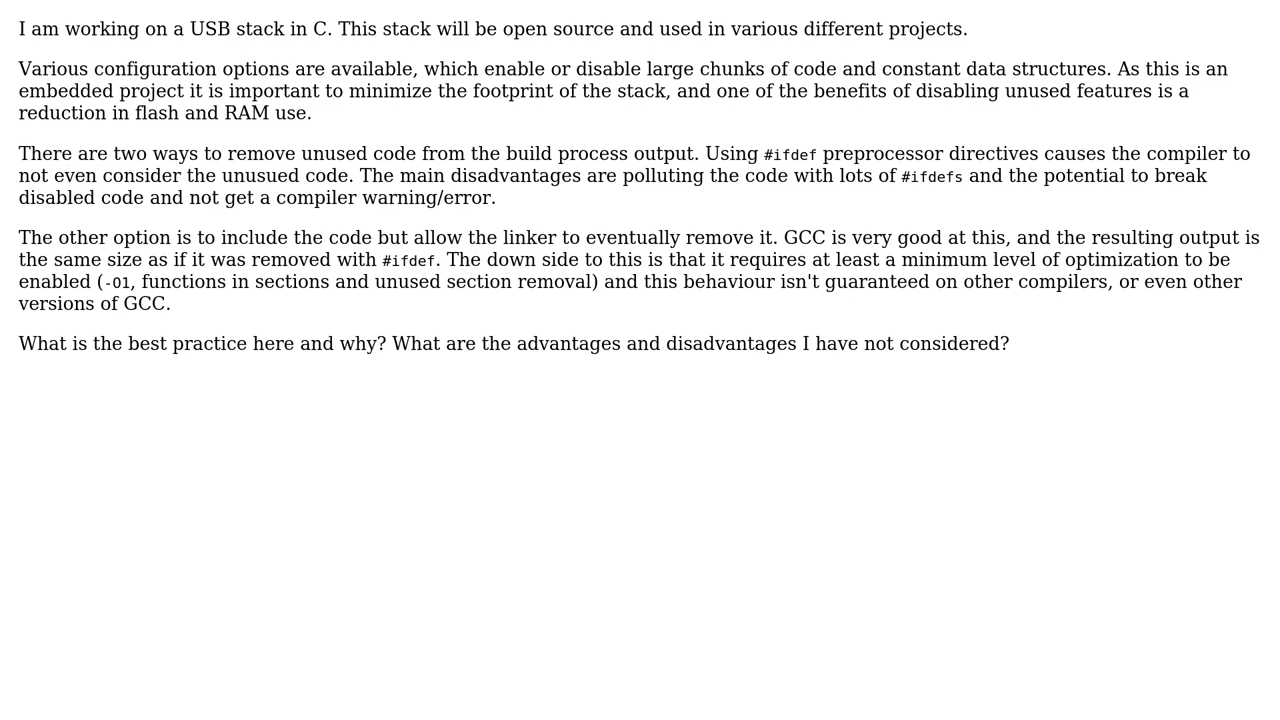 I am working on a USB stack in C. This stack will be open source and used in various different projects.
Various configuration options are available, which enable or disable large chunks of code and constant data structures. As this is an
embedded project it is important to minimize the footprint of the stack, and one of the benefits of disabling unused features is a
reduction in flash and RAM use.
There are two ways to remove unused code from the build process output. Using #ifdef preprocessor directives causes the compiler to
not even consider the unusued code. The main disadvantages are polluting the code with lots of #ifdefs and the potential to break
disabled code and not get a compiler warning/error.
The other option is to include the code but allow the linker to eventually remove it. GCC is very good at this, and the resulting output is
the same size as if it was removed with #ifdef. The down side to this is that it requires at least a minimum level of optimization to be
enabled (-O1, functions in sections and unused section removal) and this behaviour isn't guaranteed on other compilers, or even other
versions of GCC.
What is the best practice here and why? What are the advantages and disadvantages I have not considered?